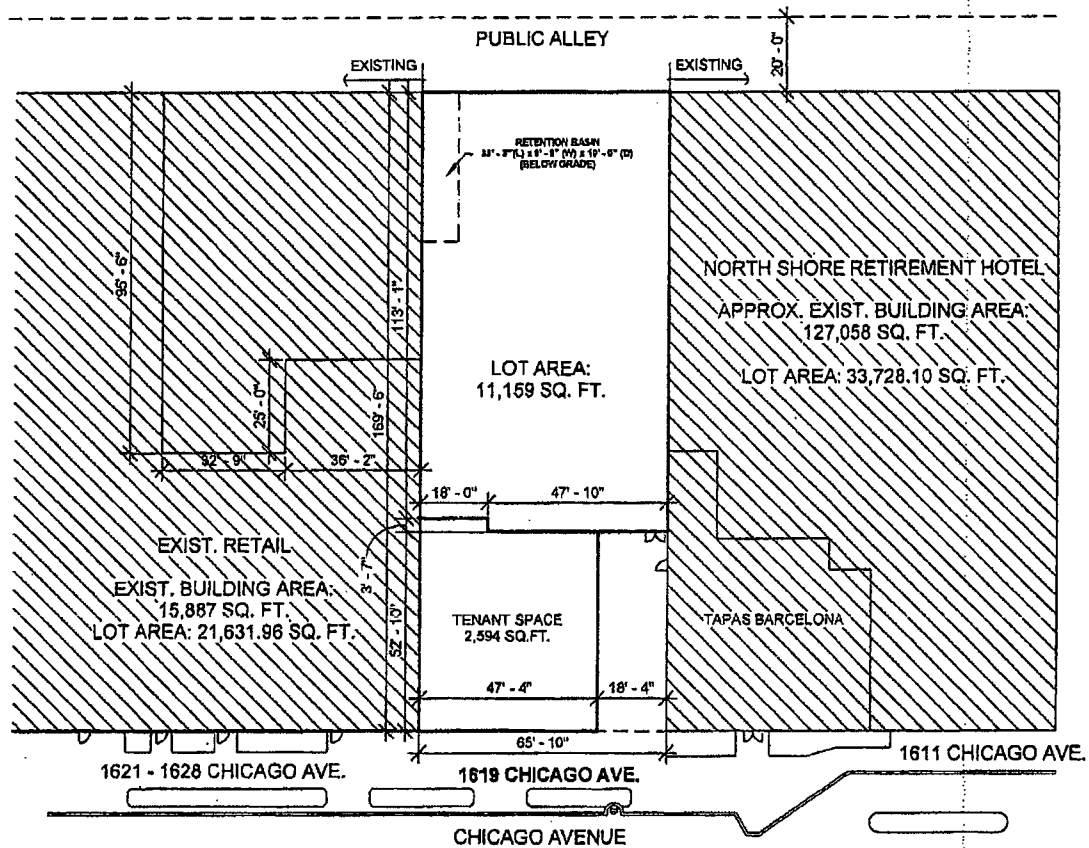 PUBLIC ALLEY
20' - 0"
EXISTING
EXISTING
RETENTION BASIN
(BELOW GRADE)
95' - 6"
113' - 1"
169' - 6"
25' - 0"
NORTH SHORE RETIREMENT HOTEL
APPROX. EXIST. BUILDING AREA:
127,058 SQ. FT.
LOT AREA: 33,728.10 SQ. FT.
LOT AREA:
11,159 SQ. FT.
32' - 9"
36' - 2"
18' - 0"
47' - 10"
3' - 7"
52' - 10"
EXIST. RETAIL
EXIST. BUILDING AREA:
15,887 SQ. FT.
LOT AREA: 21,631.96 SQ. FT.
TENANT SPACE
2,594 SQ.FT.
TAPAS BARCELONA
47' - 4"
18' - 4"
65' - 10"
1621 - 1628 CHICAGO AVE.
1619 CHICAGO AVE.
1611 CHICAGO AVE.
CHICAGO AVENUE